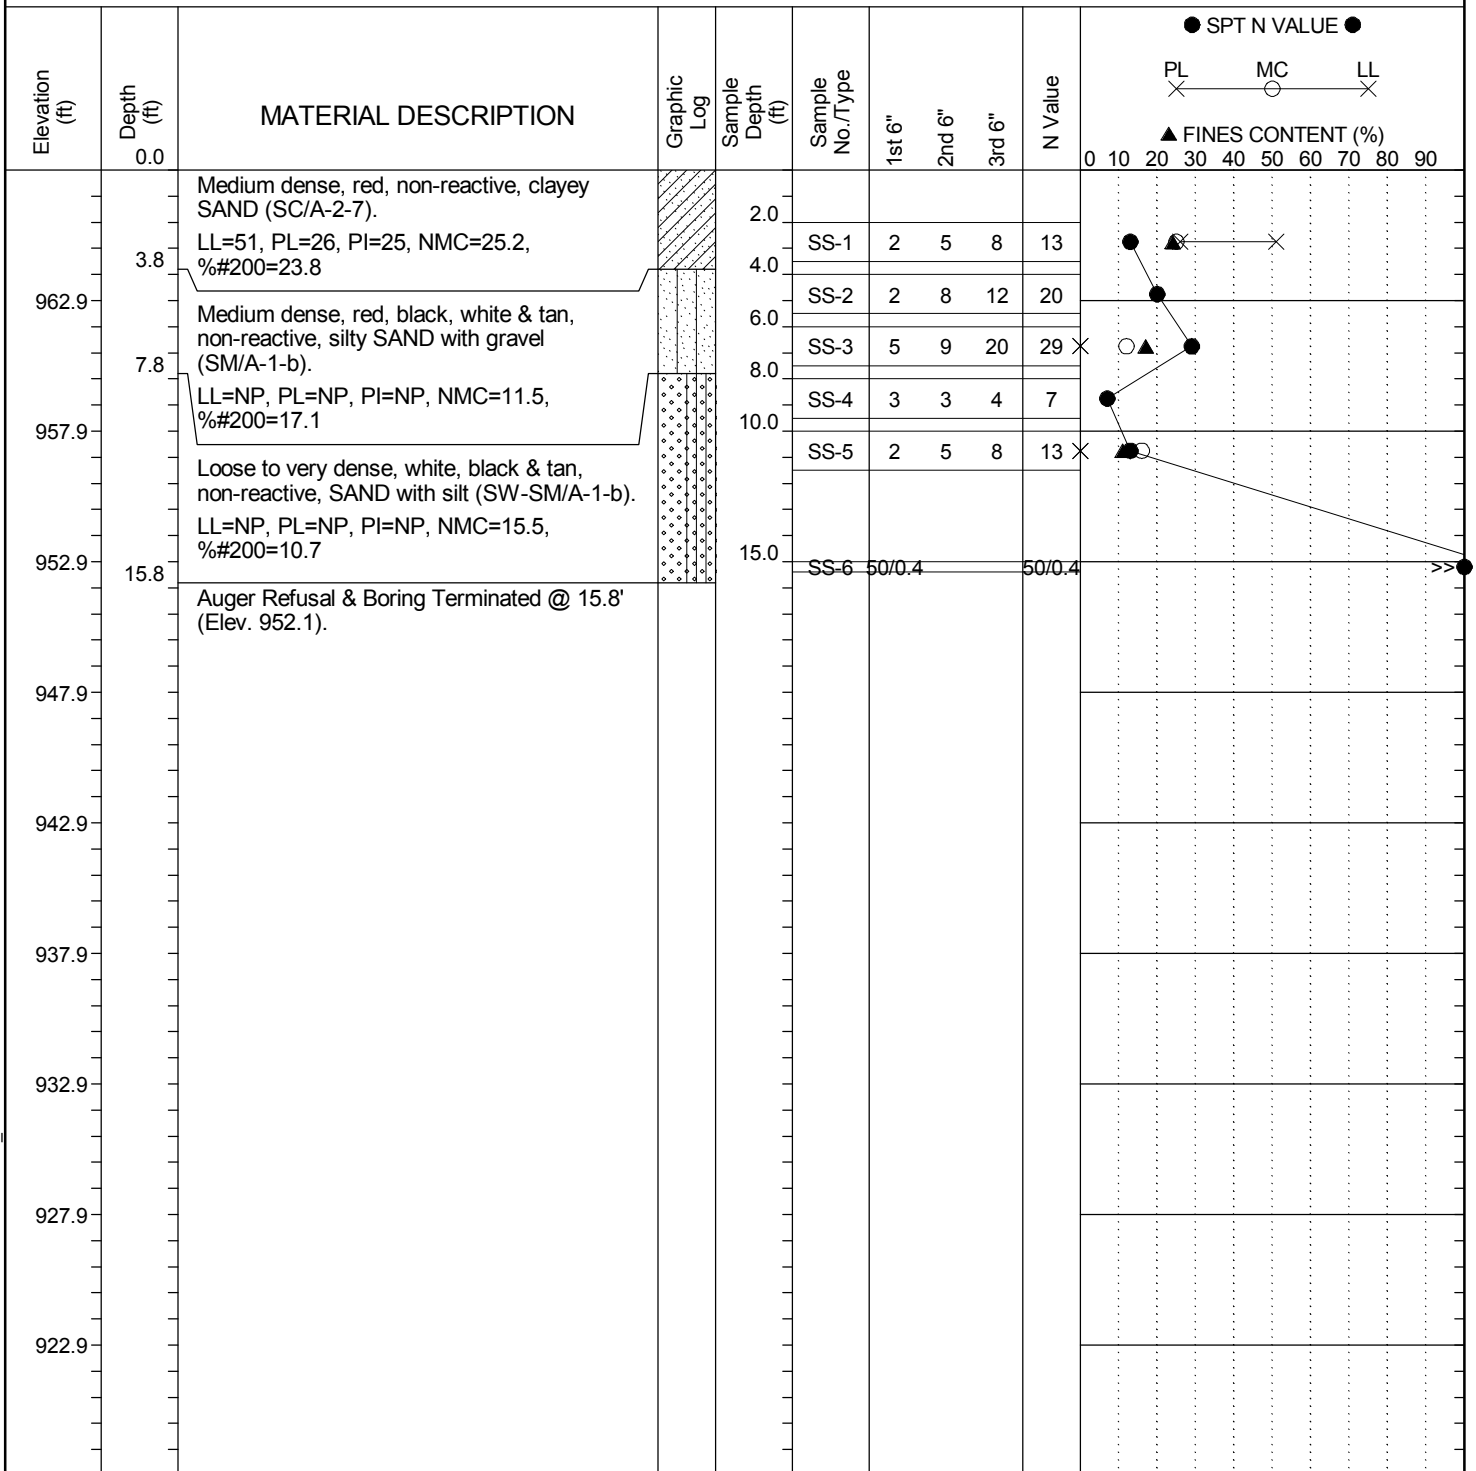 ● SPT N VALUE ●
PL MC LL
▲ FINES CONTENT (%)
0 10 20 30 40 50 60 70 80 90
Elevation
(ft)
Depth
(ft)
0.0
MATERIAL DESCRIPTION
Graphic
Log
Sample
Depth
(ft)
Sample
No./Type
1st 6"
2nd 6"
3rd 6"
N Value
Medium dense, red, non-reactive, clayey
SAND (SC/A-2-7).
LL=51, PL=26, PI=25, NMC=25.2,
%#200=23.8
3.8
Medium dense, red, black, white & tan,
non-reactive, silty SAND with gravel
(SM/A-1-b).
7.8
LL=NP, PL=NP, PI=NP, NMC=11.5,
%#200=17.1
Loose to very dense, white, black & tan,
non-reactive, SAND with silt (SW-SM/A-1-b).
LL=NP, PL=NP, PI=NP, NMC=15.5,
%#200=10.7
15.8
Auger Refusal & Boring Terminated @ 15.8'
(Elev. 952.1).
2.0
SS-1 2 5 8 13
4.0
SS-2 2 8 12 20
6.0
SS-3 5 9 20 29
8.0
SS-4 3 3 4 7
10.0
SS-5 2 5 8 13
15.0
SS-6 50/0.4 50/0.4 >>
962.9
957.9
952.9
947.9
942.9
937.9
932.9
927.9
922.9